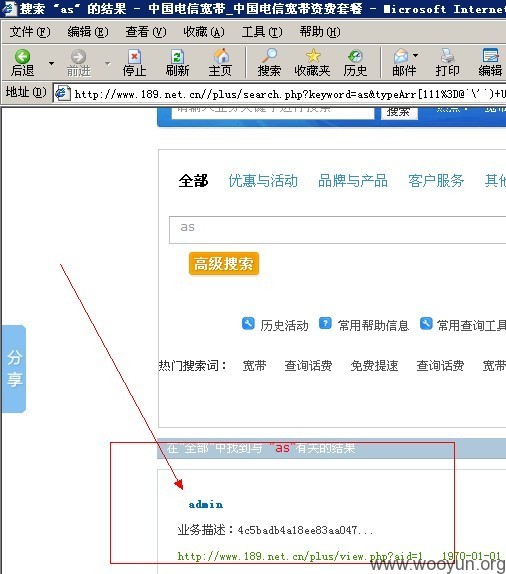 搜索 “as” 的结果 - 中国电信宽带_中国电信宽带资费套餐 - Microsoft Internet
文件(F) 编辑(E) 查看(V) 收藏(A) 工具(T) 帮助(H)
后退 前进 停止 刷新 主页 搜索 收藏夹 历史 邮件 打印 编辑
地址(D) http://www.189.net.cn//plus/search.php?keyword=as&typeArr[111%3D@`\'`)+U
搜索
全部 优惠与活动 品牌与产品 客户服务 其他
as
高级搜索
历史活动 常用帮助信息 常用查询工具
热门搜索词： 宽带 查询话费 免费提速 查询话费 宽带
分享
在"全部"中找到与 "as"有关的结果
admin
业务描述：4c5badb4a18ee83aa047...
http://www.189.net.cn/plus/view.php?aid=1 1970-01-01
www.wooyun.org